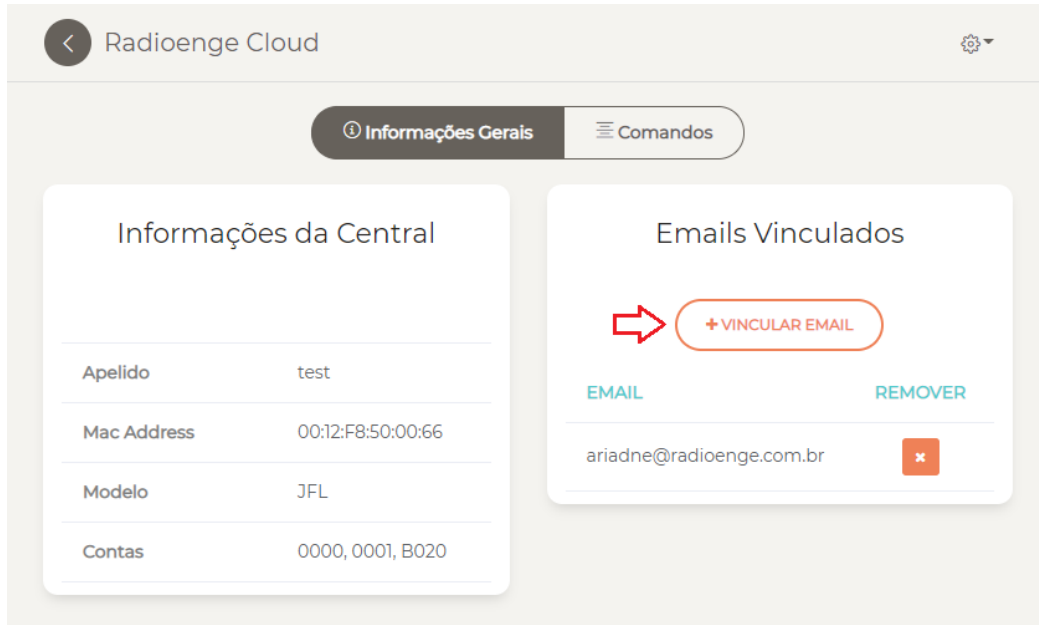 Radioenge Cloud
Informações Gerais
Comandos
Informações da Central
Apelido test
Mac Address 00:12:F8:50:00:66
Modelo JFL
Contas 0000, 0001, B020
Emails Vinculados
+ VINCULAR EMAIL
EMAIL REMOVER
ariadne@radioenge.com.br